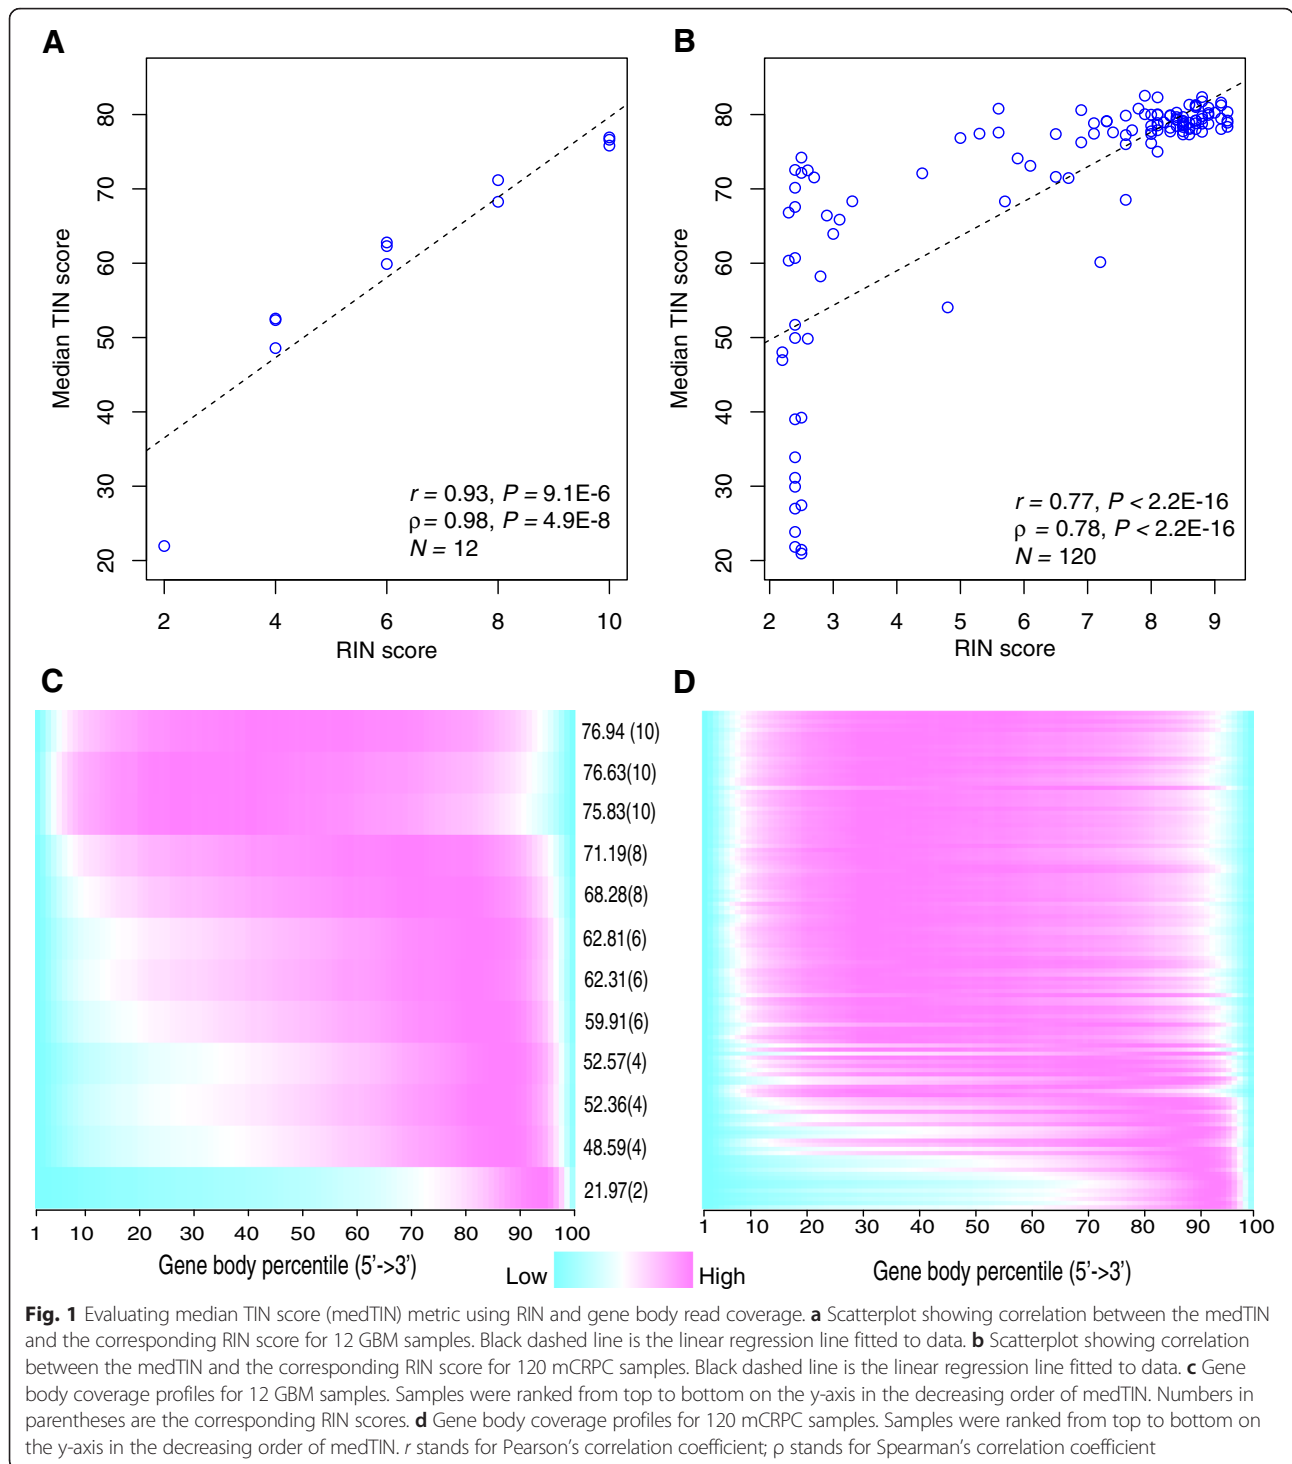 A
80
70
60
50
40
30
20
Median TIN score
r = 0.93, P = 9.1E-6
ρ = 0.98, P = 4.9E-8
N = 12
2 4 6 8 10
RIN score
B
80
70
60
50
40
30
20
Median TIN score
r = 0.77, P < 2.2E-16
ρ = 0.78, P < 2.2E-16
N = 120
2 3 4 5 6 7 8 9
RIN score
C
76.94 (10)
76.63(10)
75.83(10)
71.19(8)
68.28(8)
62.81(6)
62.31(6)
59.91(6)
52.57(4)
52.36(4)
48.59(4)
21.97(2)
1 10 20 30 40 50 60 70 80 90 100
Gene body percentile (5'->3')
D
1 10 20 30 40 50 60 70 80 90 100
Gene body percentile (5'->3')
Low High
Fig. 1 Evaluating median TIN score (medTIN) metric using RIN and gene body read coverage. a Scatterplot showing correlation between the medTIN
and the corresponding RIN score for 12 GBM samples. Black dashed line is the linear regression line fitted to data. b Scatterplot showing correlation
between the medTIN and the corresponding RIN score for 120 mCRPC samples. Black dashed line is the linear regression line fitted to data. c Gene
body coverage profiles for 12 GBM samples. Samples were ranked from top to bottom on the y-axis in the decreasing order of medTIN. Numbers in
parentheses are the corresponding RIN scores. d Gene body coverage profiles for 120 mCRPC samples. Samples were ranked from top to bottom on
the y-axis in the decreasing order of medTIN. r stands for Pearson's correlation coefficient; ρ stands for Spearman's correlation coefficient